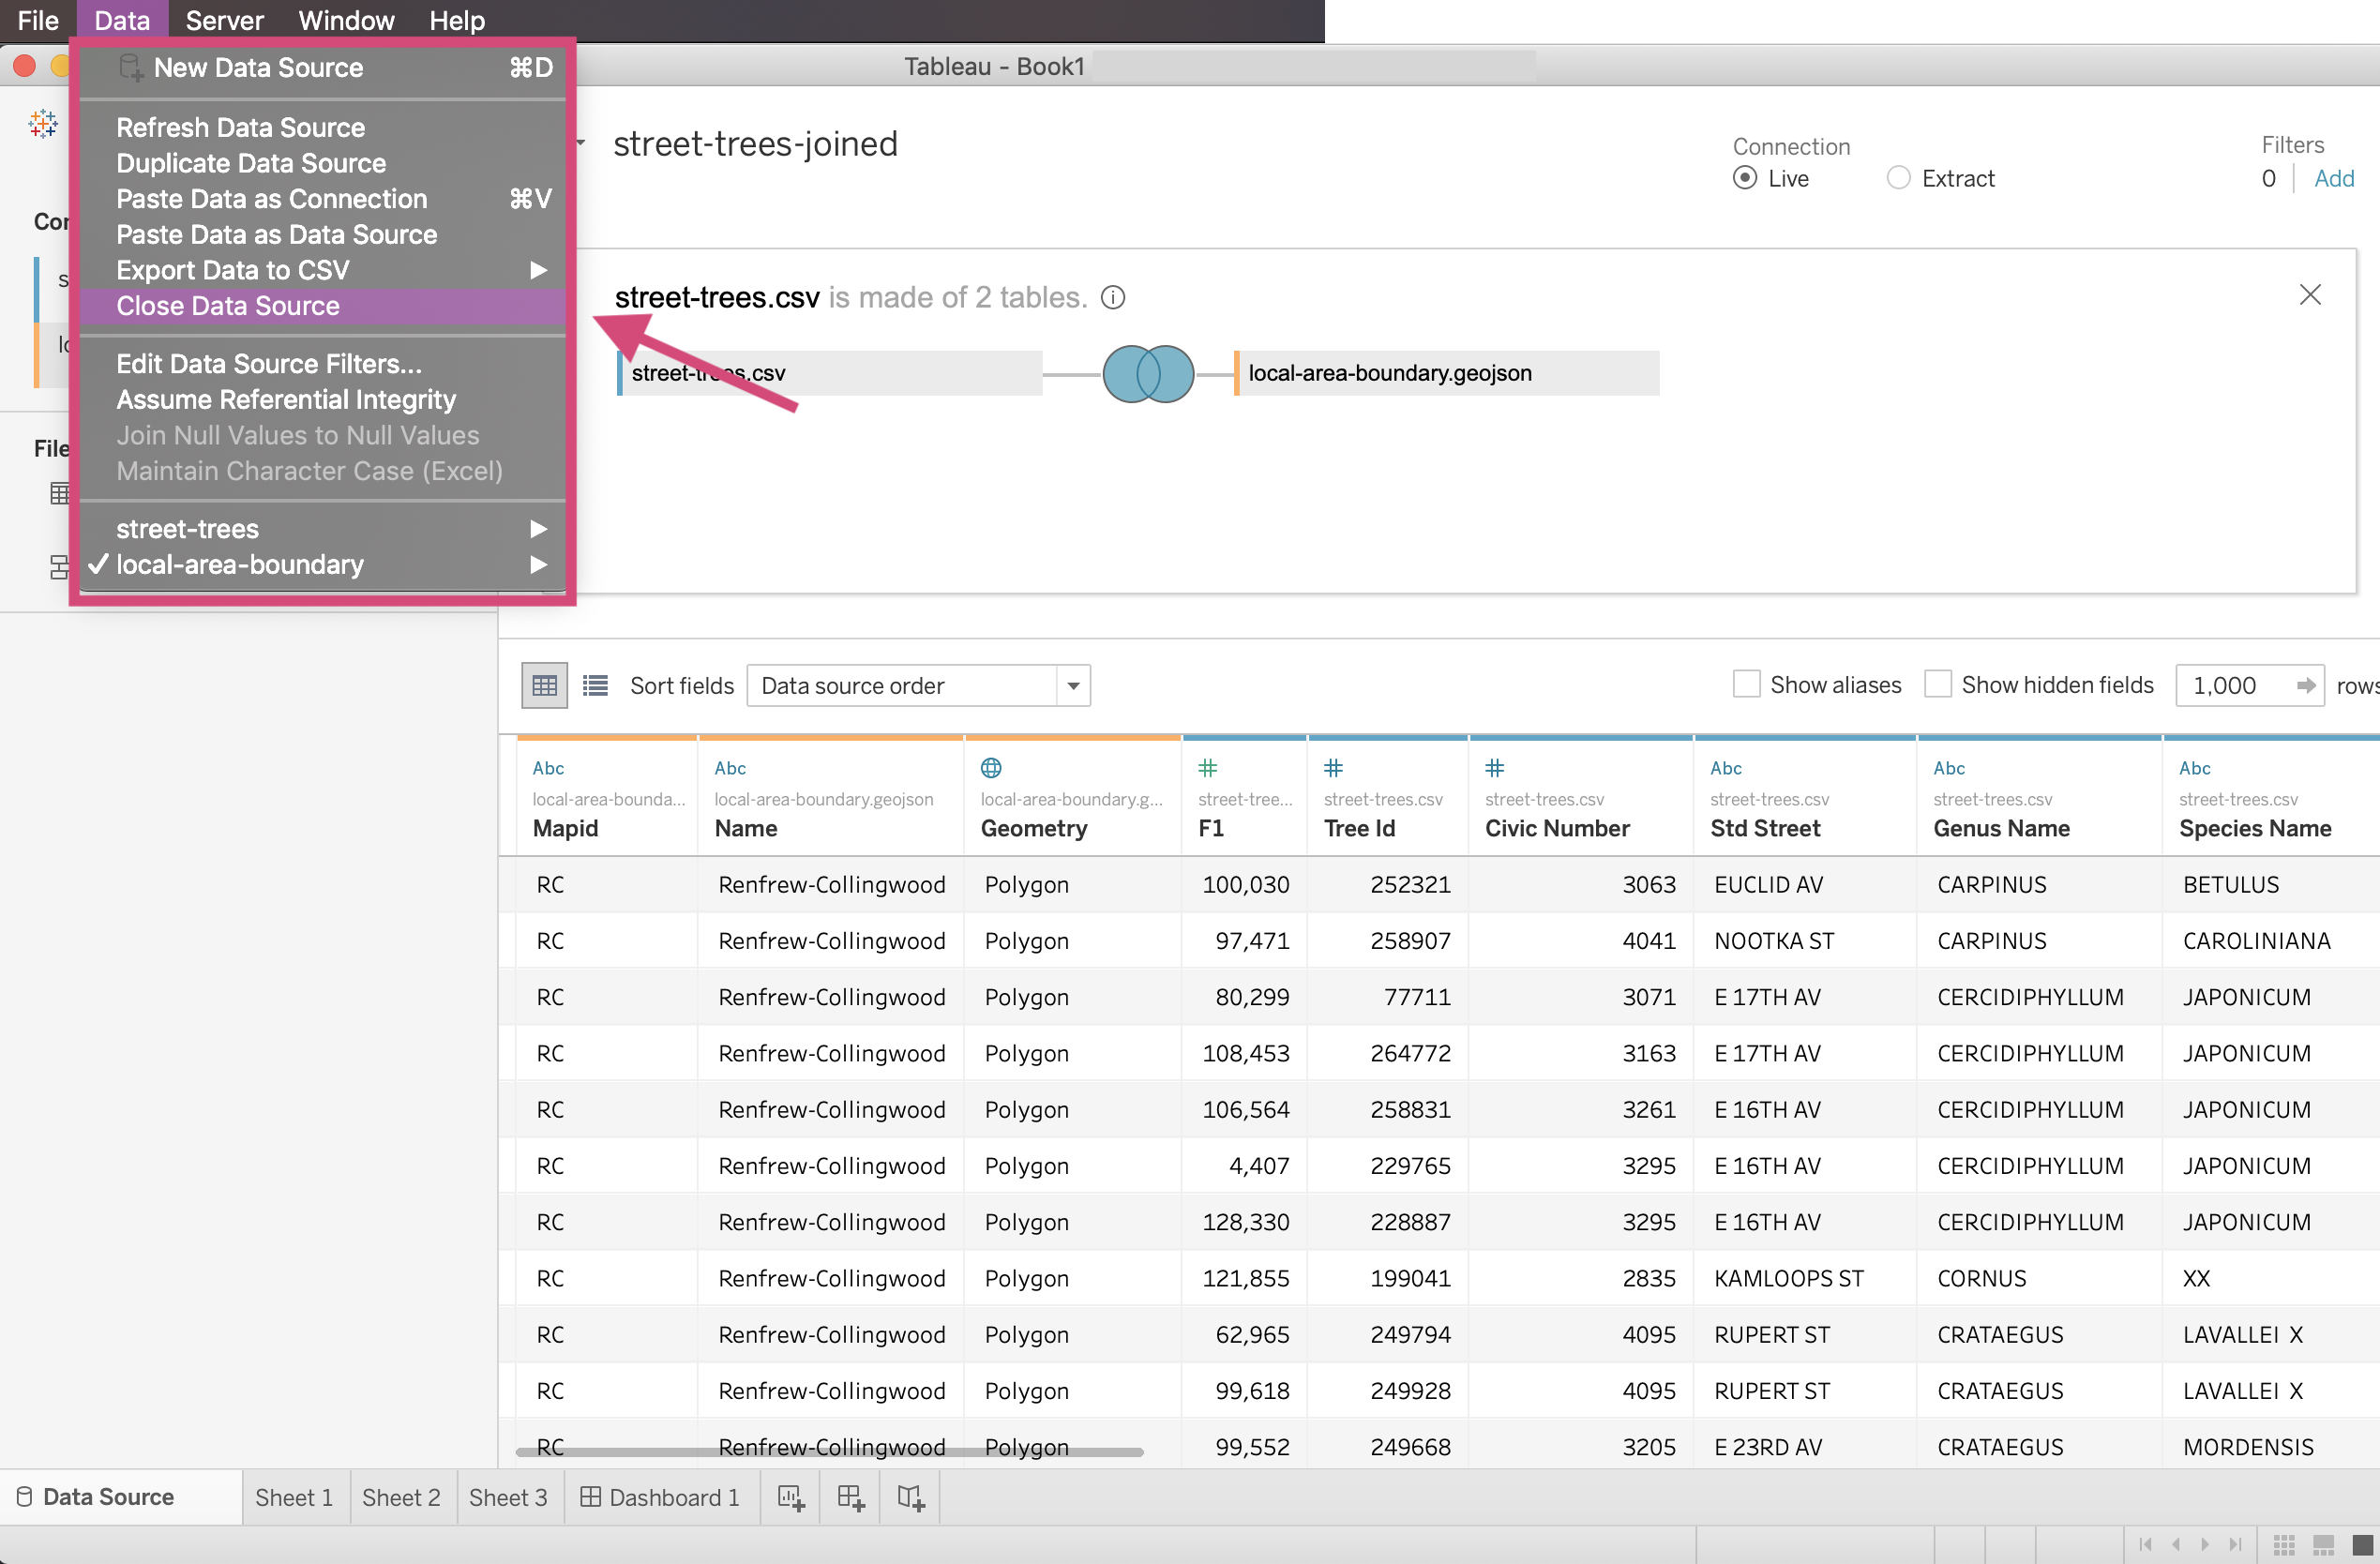 File Data Server Window Help
Tableau - Book1
New Data Source ⌘D
Refresh Data Source
Duplicate Data Source
Paste Data as Connection ⌘V
Paste Data as Data Source
Export Data to CSV ▶
Close Data Source
Edit Data Source Filters...
Assume Referential Integrity
Join Null Values to Null Values
Maintain Character Case (Excel)
street-trees ▶
✓ local-area-boundary ▶
street-trees-joined
Connection
Live Extract
Filters
0 Add
street-trees.csv is made of 2 tables.
street-trees.csv
local-area-boundary.geojson
Sort fields Data source order Show aliases Show hidden fields 1,000 rows
Abc Abc # # # Abc Abc Abc
local-area-bounda... local-area-boundary.geojson local-area-boundary.g... street-tree... street-trees.csv street-trees.csv street-trees.csv street-trees.csv street-trees.csv
Mapid Name Geometry F1 Tree Id Civic Number Std Street Genus Name Species Name
RC Renfrew-Collingwood Polygon 100,030 252321 3063 EUCLID AV CARPINUS BETULUS
RC Renfrew-Collingwood Polygon 97,471 258907 4041 NOOTKA ST CARPINUS CAROLINIANA
RC Renfrew-Collingwood Polygon 80,299 77711 3071 E 17TH AV CERCIDIPHYLLUM JAPONICUM
RC Renfrew-Collingwood Polygon 108,453 264772 3163 E 17TH AV CERCIDIPHYLLUM JAPONICUM
RC Renfrew-Collingwood Polygon 106,564 258831 3261 E 16TH AV CERCIDIPHYLLUM JAPONICUM
RC Renfrew-Collingwood Polygon 4,407 229765 3295 E 16TH AV CERCIDIPHYLLUM JAPONICUM
RC Renfrew-Collingwood Polygon 128,330 228887 3295 E 16TH AV CERCIDIPHYLLUM JAPONICUM
RC Renfrew-Collingwood Polygon 121,855 199041 2835 KAMLOOPS ST CORNUS XX
RC Renfrew-Collingwood Polygon 62,965 249794 4095 RUPERT ST CRATAEGUS LAVALLEI X
RC Renfrew-Collingwood Polygon 99,618 249928 4095 RUPERT ST CRATAEGUS LAVALLEI X
RC Renfrew-Collingwood Polygon 99,552 249668 3205 E 23RD AV CRATAEGUS MORDENSIS
Data Source Sheet 1 Sheet 2 Sheet 3 Dashboard 1